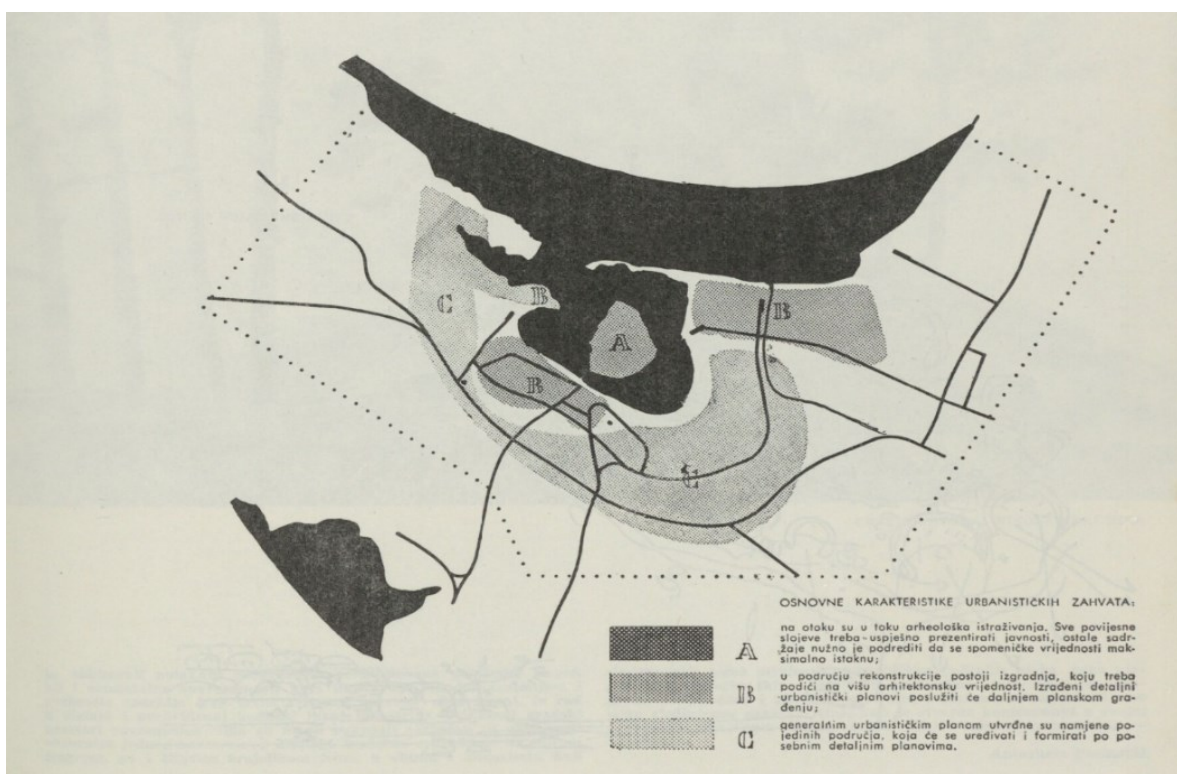 C
B
B
A
B
C
OSNOVNE KARAKTERISTIKE URBANISTIČKIH ZAHVATA:
A
na otoku su u toku arheološka istraživanja. Sve povijesne
slojeve treba uspješno prezentirati javnosti, ostale sadr-
žaje nužno je podrediti da se spomeničke vrijednosti mak-
simalno istaknu;
B
u području rekonstrukcije postoji izgradnja, koju treba
podići na višu arhitektonsku vrijednost. Izrađeni detaljni
urbanistički planovi poslužiti će daljnjem planskom gra-
đenju;
C
generalnim urbanističkim planom utvrđne su namjene po-
jedinih područja, koja će se uređivati i formirati po po-
sebnim detaljnim planovima.